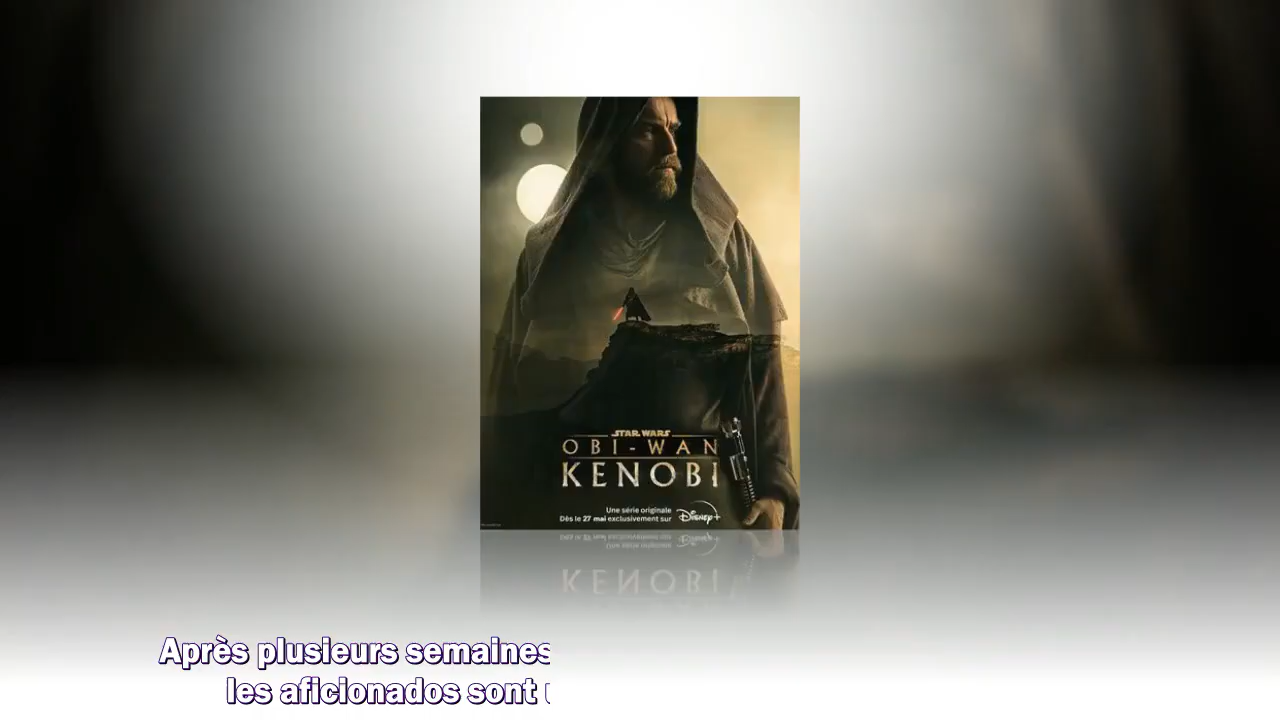 STAR WARS
OBI-WAN
KENOBI
Une série originale
Dès le 27 mai exclusivement sur Disney+
Après plusieurs semaines
les aficionados sont